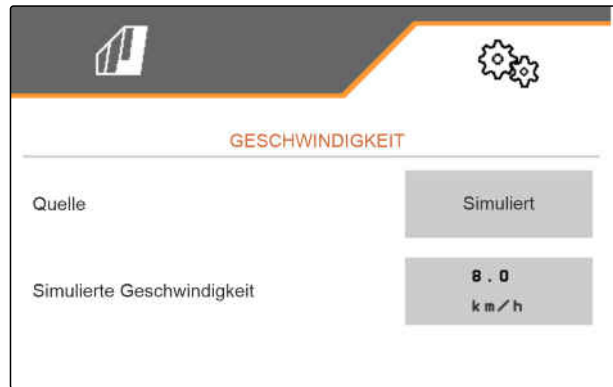 GESCHWINDIGKEIT
Quelle
Simuliert
Simulierte Geschwindigkeit
8.0
km/h